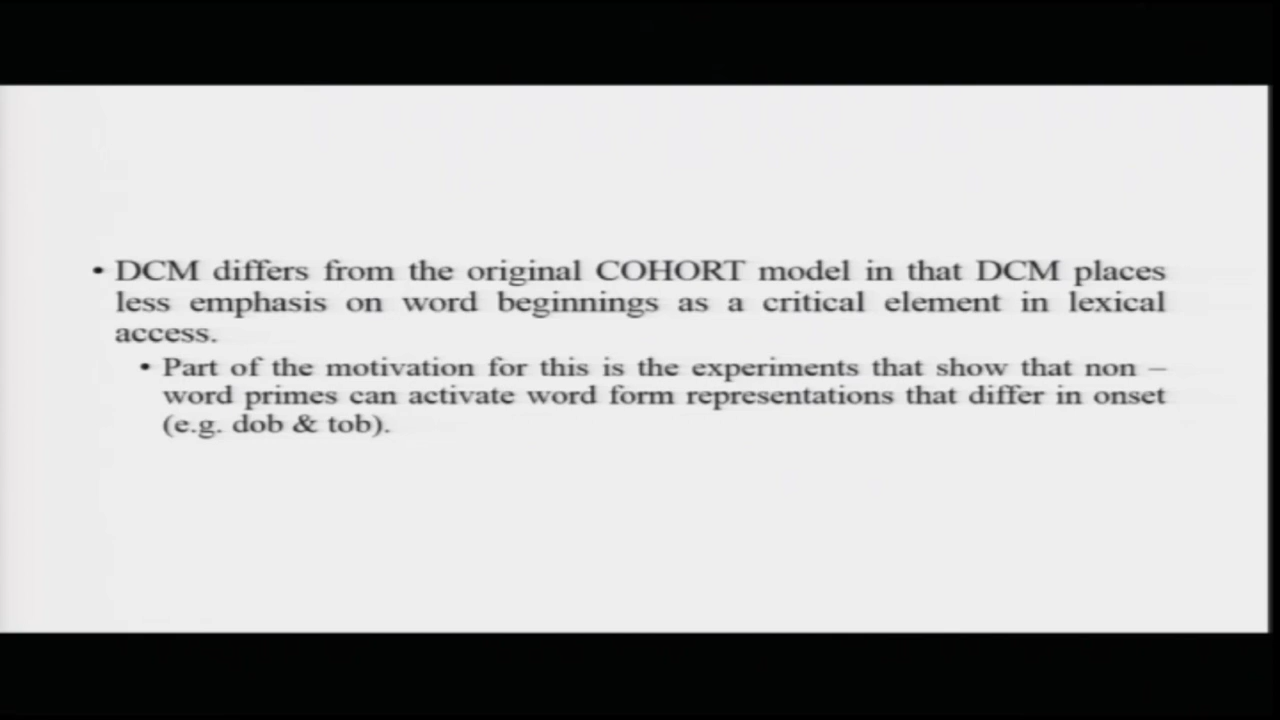 • DCM differs from the original COHORT model in that DCM places
less emphasis on word beginnings as a critical element in lexical
access.
• Part of the motivation for this is the experiments that show that non –
word primes can activate word form representations that differ in onset
(e.g. dob & tob).